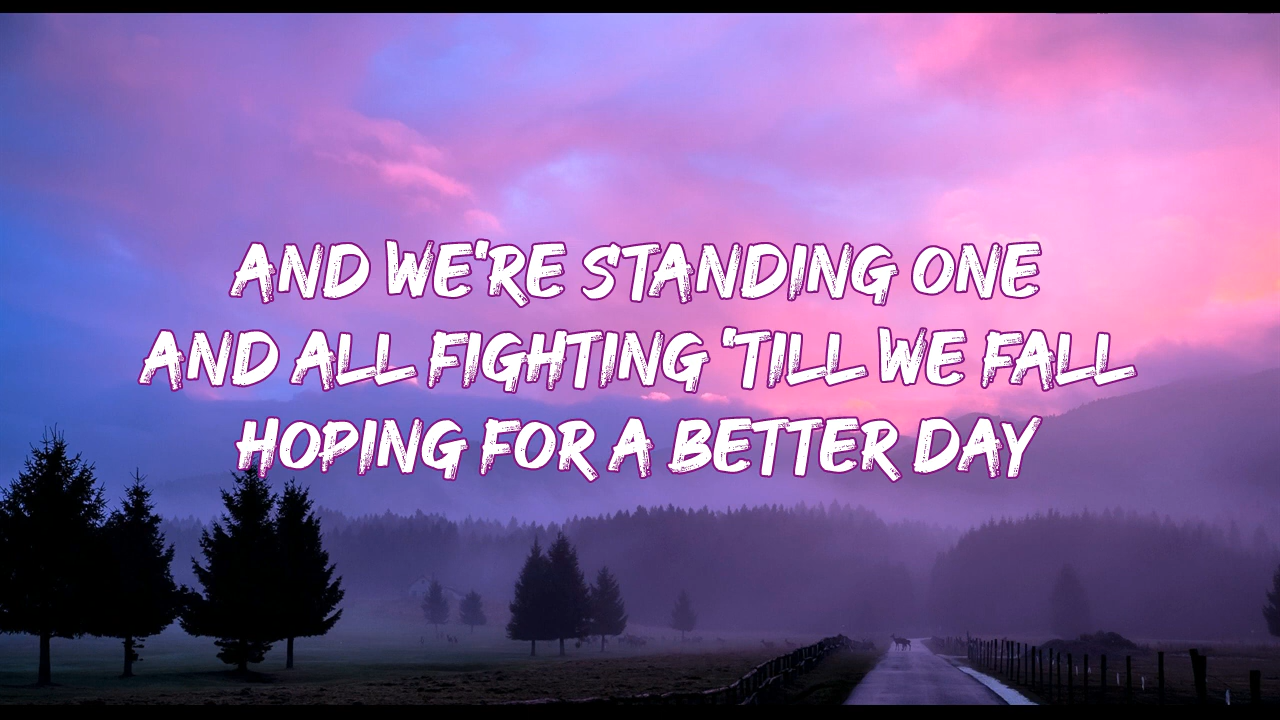 AND WE'RE STANDING ONE
AND ALL FIGHTING 'TILL WE FALL
HOPING FOR A BETTER DAY